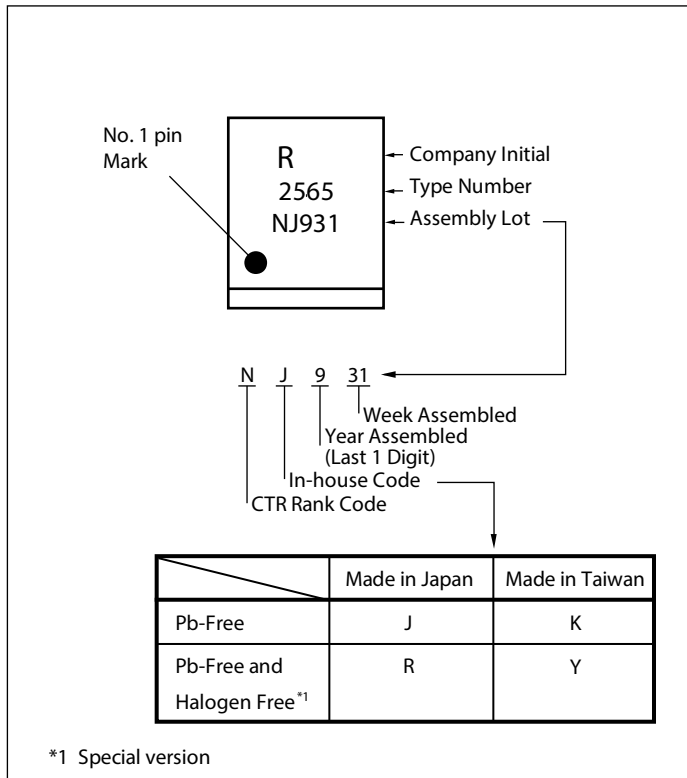 No. 1 pin
Mark
R
2565
NJ931
Company Initial
Type Number
Assembly Lot
N J 9 31
Week Assembled
Year Assembled
(Last 1 Digit)
In-house Code
CTR Rank Code
Made in Japan Made in Taiwan
Pb-Free J K
Pb-Free and R Y
Halogen Free*1
*1 Special version